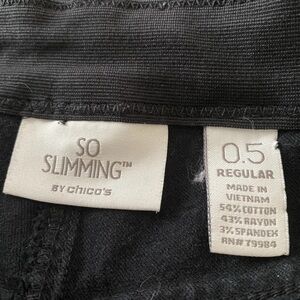 SO
SLIMMING™
BY chico's
0.5
REGULAR
MADE IN
VIETNAM
54% COTTON
43% RAYON
3% SPANDEX
RN# 79984